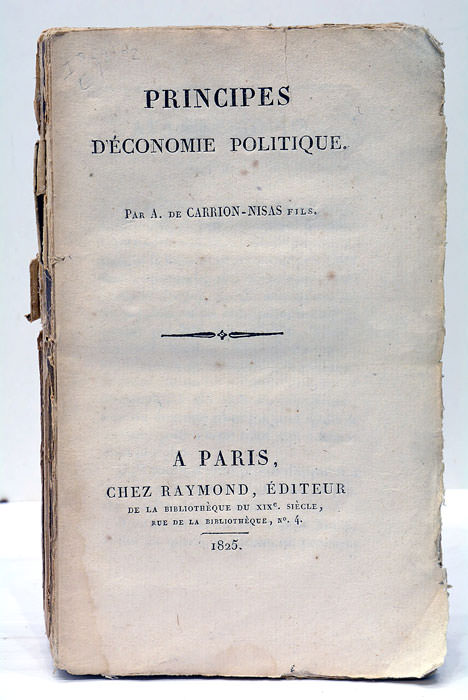 PRINCIPES
D'ÉCONOMIE POLITIQUE.
PAR A. DE CARRION-NISAS FILS.
A PARIS,
CHEZ RAYMOND, ÉDITEUR
DE LA BIBLIOTHÈQUE DU XIXe. SIÈCLE,
RUE DE LA BIBLIOTHÈQUE, No. 4.
1825.